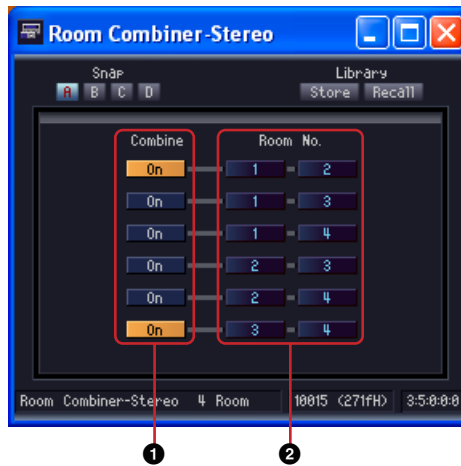 Room Combiner-Stereo
Snap Library
A B C D Store Recall
Combine Room No.
On 1 2
On 1 3
On 1 4
On 2 3
On 2 4
On 3 4
Room Combiner-Stereo 4 Room 10015 (271fH) 3:5:0:0:0
1 2